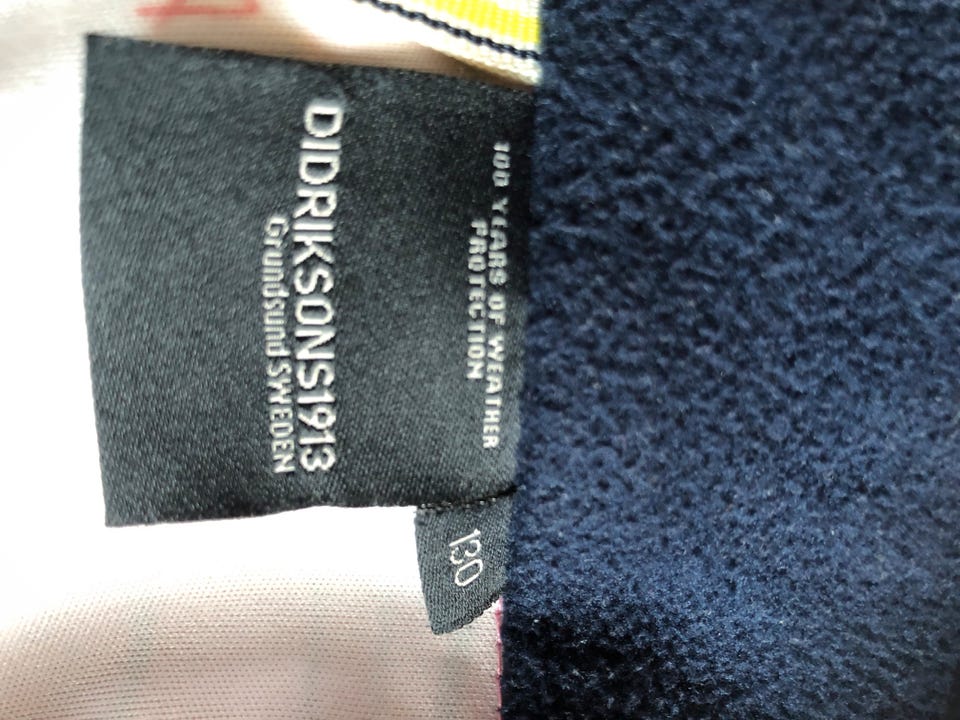 100 YEARS OF WEATHER
PROTECTION
DIDRIKSONS1913
Grundsund SWEDEN
130